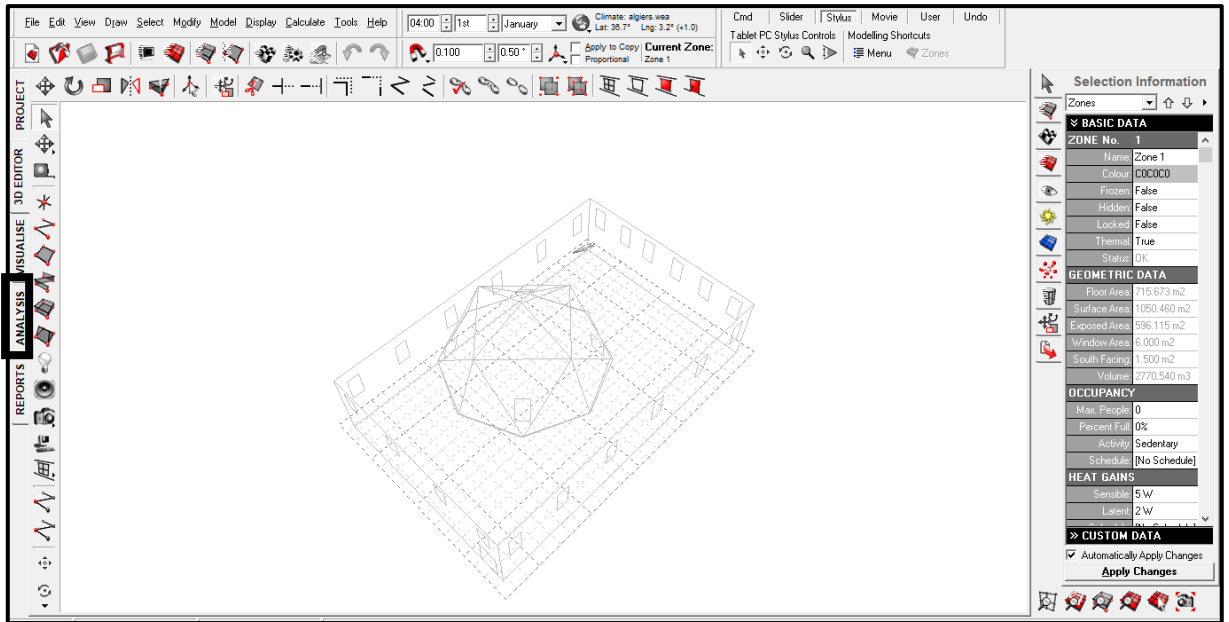 File Edit View Draw Select Modify Model Display Calculate Tools Help
04:00 1st January
Climate: algiers.wea
Lat: 36.7° Lng: 3.2° (+1.0)
0.100 0.50 °
Apply to Copy
Proportional
Current Zone:
Zone 1
Cmd Slider Stylus Movie User Undo
Tablet PC Stylus Controls Modelling Shortcuts
Menu Zones
PROJECT
3D EDITOR
VISUALISE
ANALYSIS
REPORTS
Selection Information
Zones
BASIC DATA
ZONE No. 1
Name: Zone 1
Colour: C0C0C0
Frozen: False
Hidden: False
Locked: False
Thermal: True
Status: OK
GEOMETRIC DATA
Floor Area: 715.673 m2
Surface Area: 1050.460 m2
Exposed Area: 596.115 m2
Window Area: 6.000 m2
South Facing: 1.500 m2
Volume: 2770.540 m3
OCCUPANCY
Max. People: 0
Percent Full: 0%
Activity: Sedentary
Schedule: [No Schedule]
HEAT GAINS
Sensible: 5 W
Latent: 2 W
» CUSTOM DATA
Automatically Apply Changes
Apply Changes